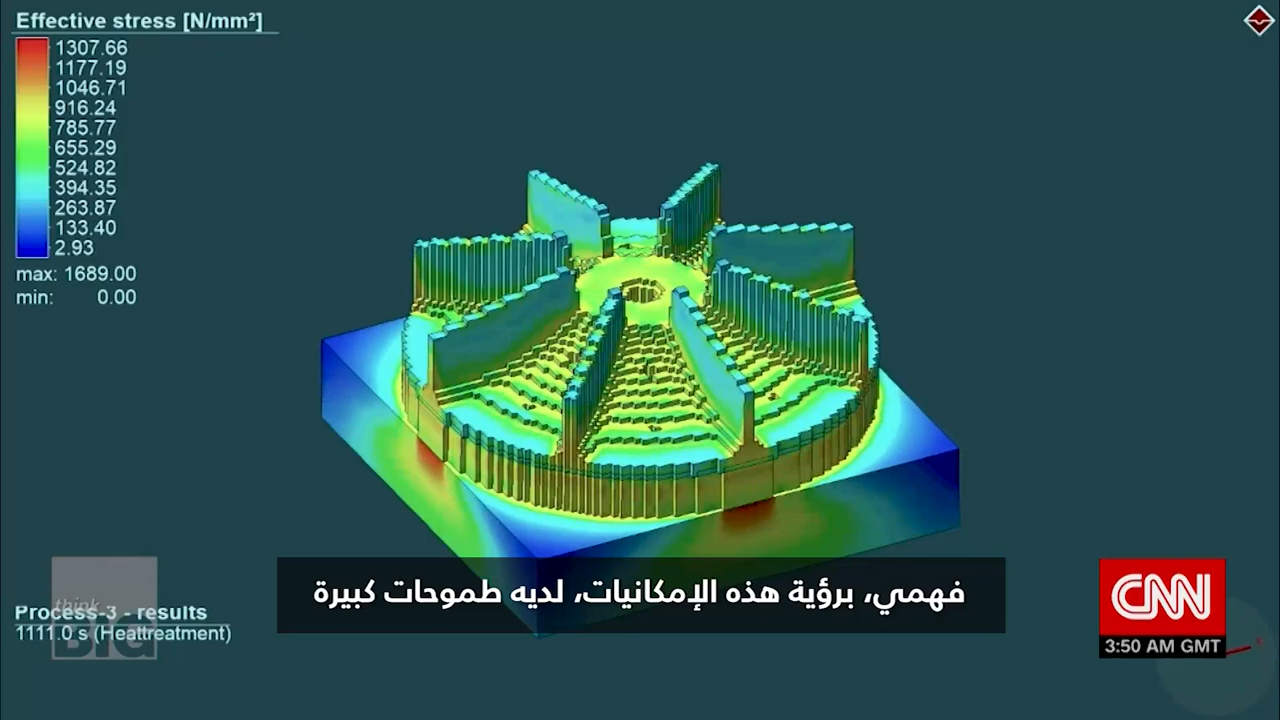 Effective stress [N/mm²]
1307.66
1177.19
1046.71
916.24
785.77
655.29
524.82
394.35
263.87
133.40
2.93
max: 1689.00
min: 0.00
فهمي، برؤية هذه الإمكانيات، لديه طموحات كبيرة
think
BIG
Process-3 - results
1111.0 s (Heattreatment)
CNN
3:50 AM GMT
x